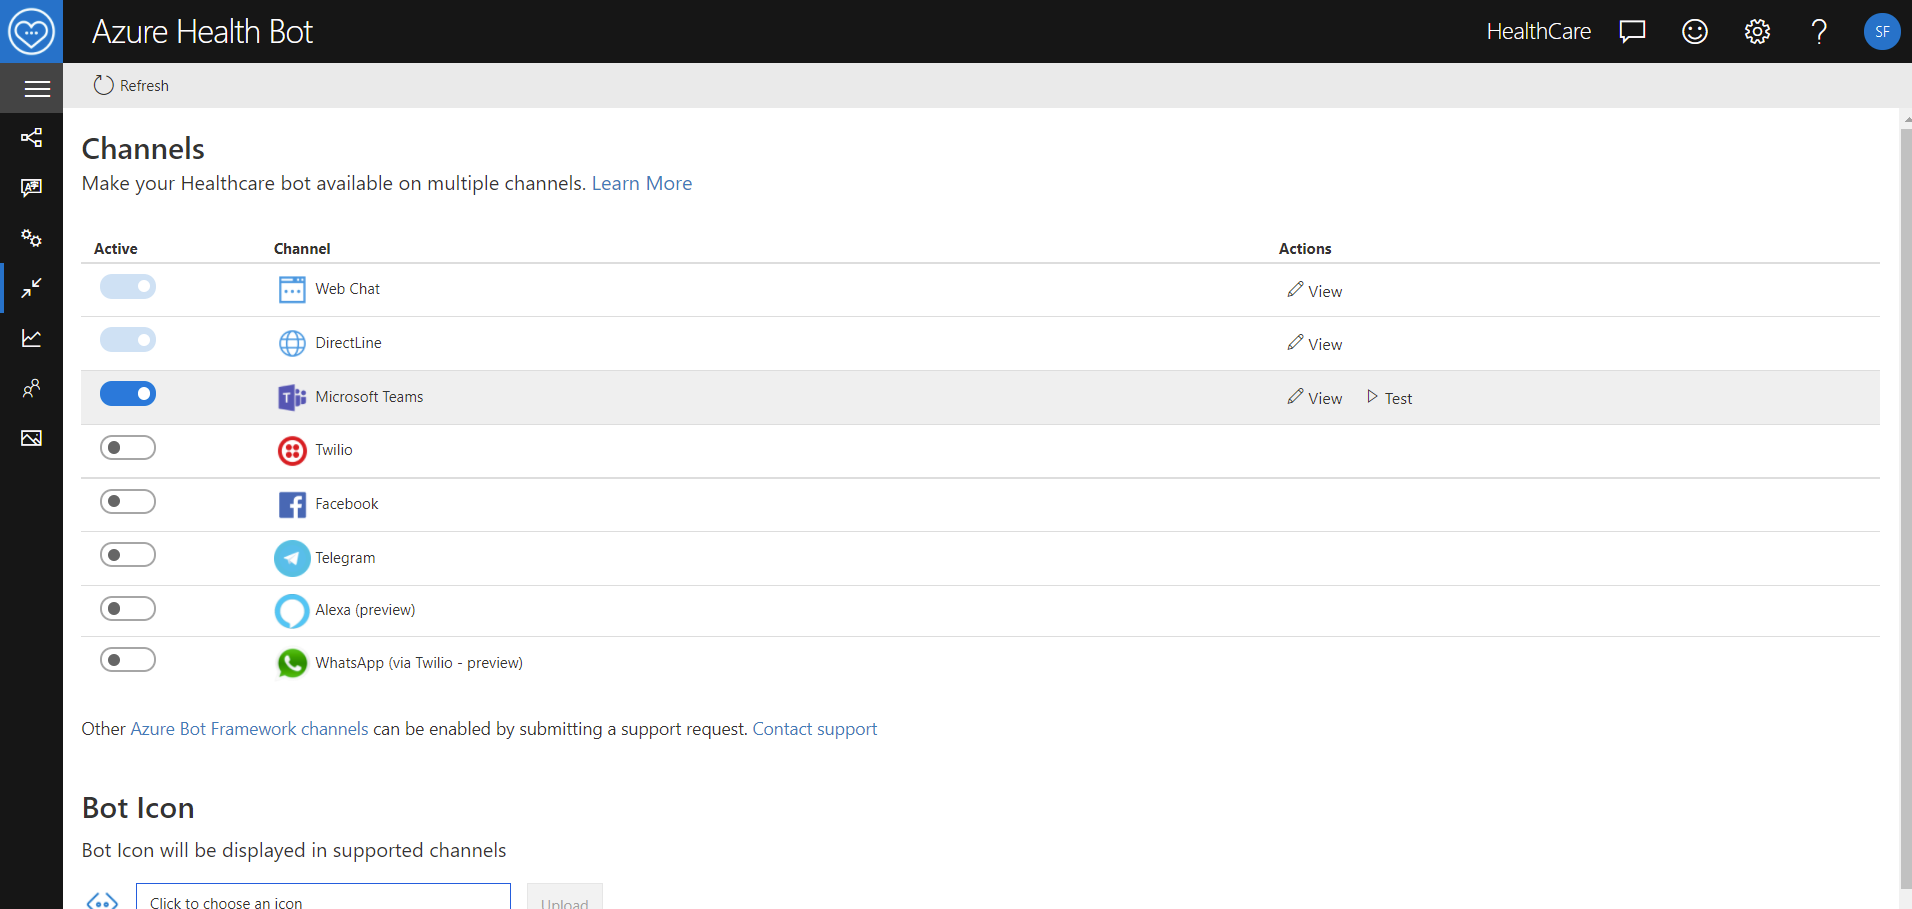 Azure Health Bot
HealthCare
SF
Refresh
Channels
Make your Healthcare bot available on multiple channels. Learn More
Active Channel Actions
Web Chat View
DirectLine View
Microsoft Teams View Test
Twilio
Facebook
Telegram
Alexa (preview)
WhatsApp (via Twilio - preview)
Other Azure Bot Framework channels can be enabled by submitting a support request. Contact support
Bot Icon
Bot Icon will be displayed in supported channels
Click to choose an icon Upload